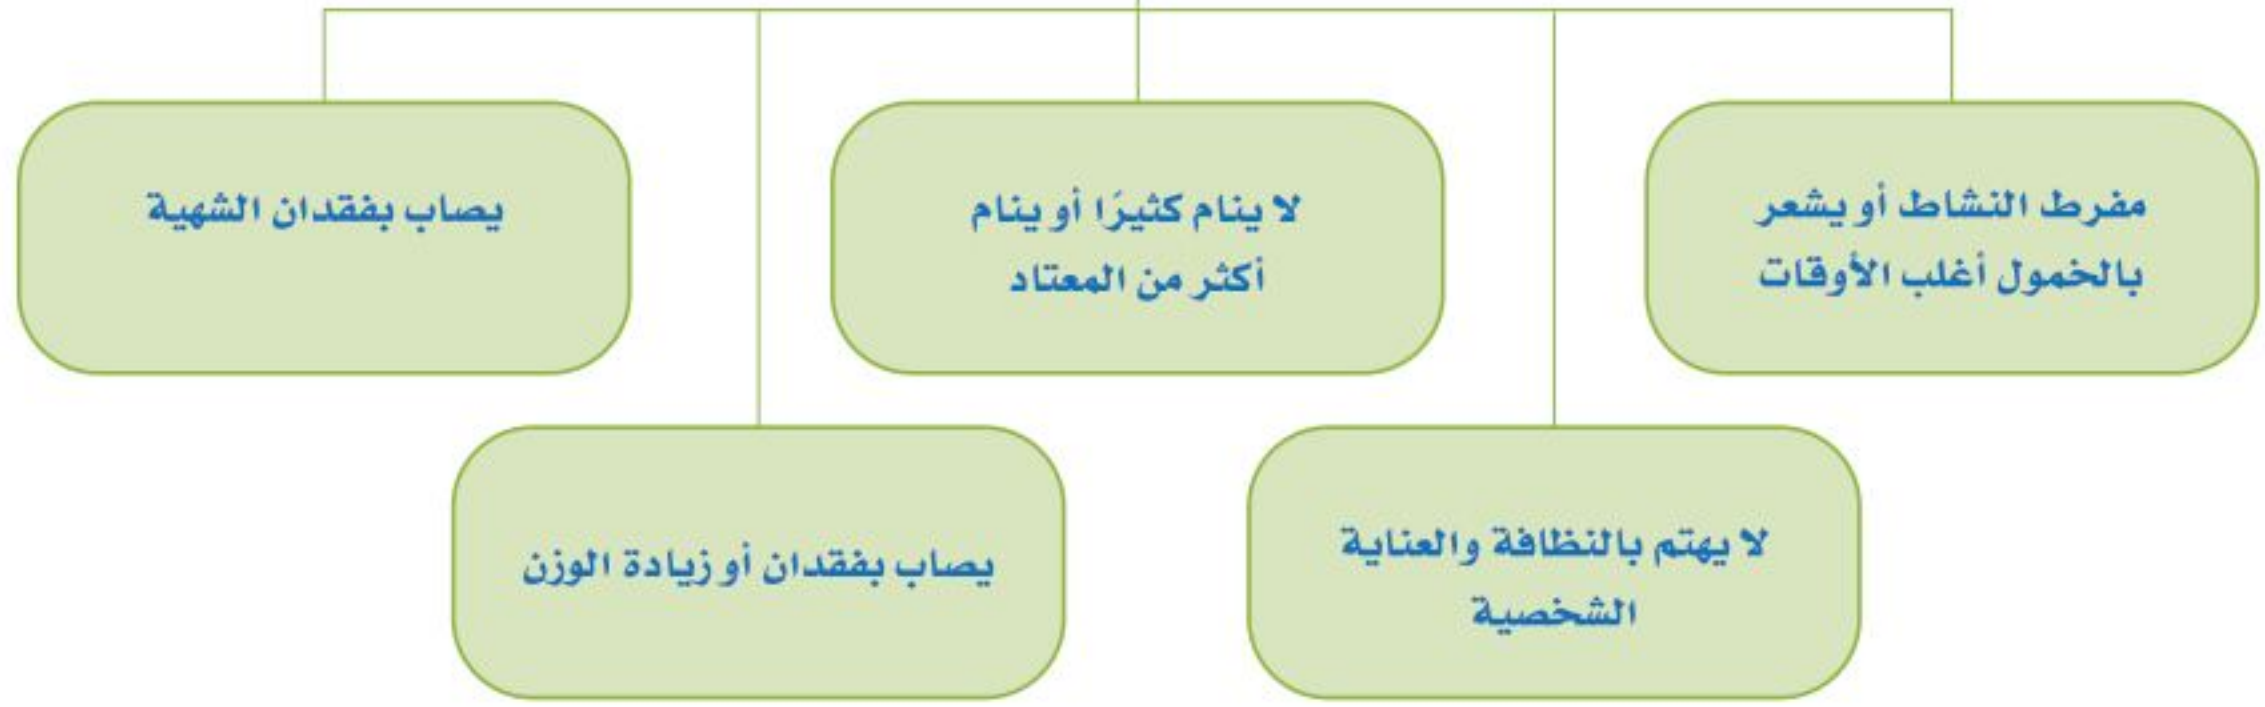 مفرط النشاط أو يشعر
بالخمول أغلب الأوقات
لا ينام كثيرًا أو ينام
أكثر من المعتاد
يصاب بفقدان الشهية
لا يهتم بالنظافة والعناية
الشخصية
يصاب بفقدان أو زيادة الوزن